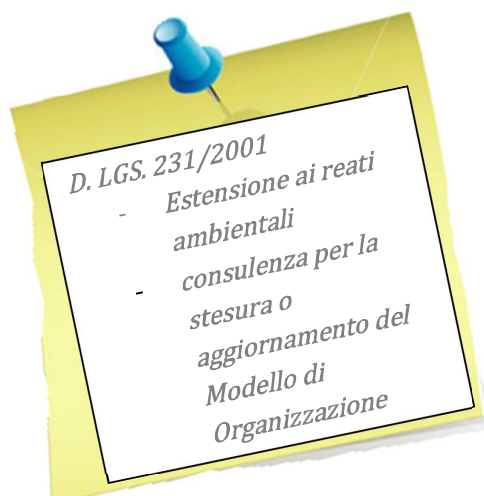 D. LGS. 231/2001
- Estensione ai reati
ambientali
- consulenza per la
stesura o
aggiornamento del
Modello di
Organizzazione